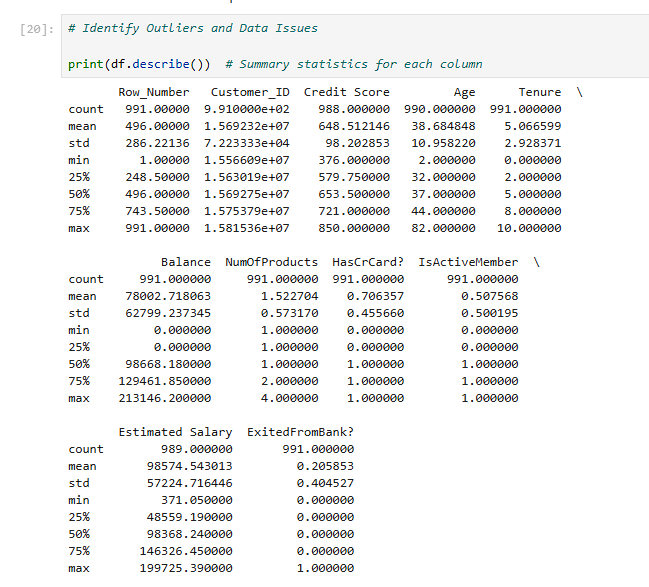 [20]: # Identify Outliers and Data Issues
print(df.describe())  # Summary statistics for each column
       Row_Number   Customer_ID  Credit Score         Age      Tenure  \
count   991.00000  9.910000e+02    988.000000  990.000000  991.000000
mean    496.00000  1.569232e+07    648.512146   38.684848    5.066599
std     286.22136  7.223333e+04     98.202853   10.958220    2.928371
min       1.00000  1.556609e+07    376.000000    2.000000    0.000000
25%     248.50000  1.563019e+07    579.750000   32.000000    2.000000
50%     496.00000  1.569275e+07    653.500000   37.000000    5.000000
75%     743.50000  1.575379e+07    721.000000   44.000000    8.000000
max     991.00000  1.581536e+07    850.000000   82.000000   10.000000
             Balance  NumOfProducts  HasCrCard?  IsActiveMember  \
count     991.000000     991.000000  991.000000      991.000000
mean    78002.718063       1.522704    0.706357        0.507568
std     62799.237345       0.573170    0.455660        0.500195
min         0.000000       1.000000    0.000000        0.000000
25%         0.000000       1.000000    0.000000        0.000000
50%     98668.180000       1.000000    1.000000        1.000000
75%    129461.850000       2.000000    1.000000        1.000000
max    213146.200000       4.000000    1.000000        1.000000
       Estimated Salary  ExitedFromBank?
count        989.000000       991.000000
mean       98574.543013         0.205853
std        57224.716446         0.404527
min          371.050000         0.000000
25%        48559.190000         0.000000
50%        98368.240000         0.000000
75%       146326.450000         0.000000
max       199725.390000         1.000000